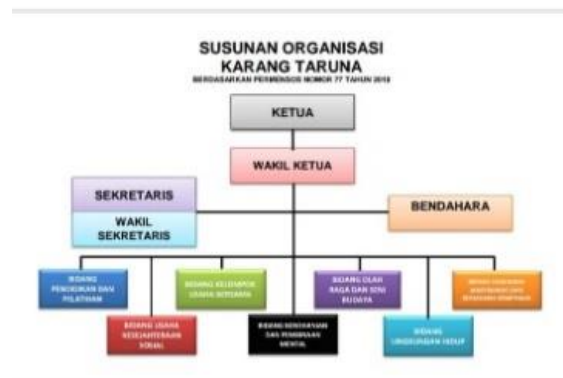 SUSUNAN ORGANISASI
KARANG TARUNA
BERDASARKAN PERMENSOS NOMOR 77 TAHUN 2010
KETUA
WAKIL KETUA
SEKRETARIS
WAKIL
SEKRETARIS
BENDAHARA
BIDANG
PENDIDIKAN DAN
PELATIHAN
BIDANG KELOMPOK
USAHA BERSAMA
BIDANG OLAH
RAGA DAN SENI
BUDAYA
BIDANG USAHA
KESEJAHTERAAN
SOSIAL
BIDANG KEROHANIAN
DAN PEMBINAAN
MENTAL
BIDANG
LINGKUNGAN HIDUP